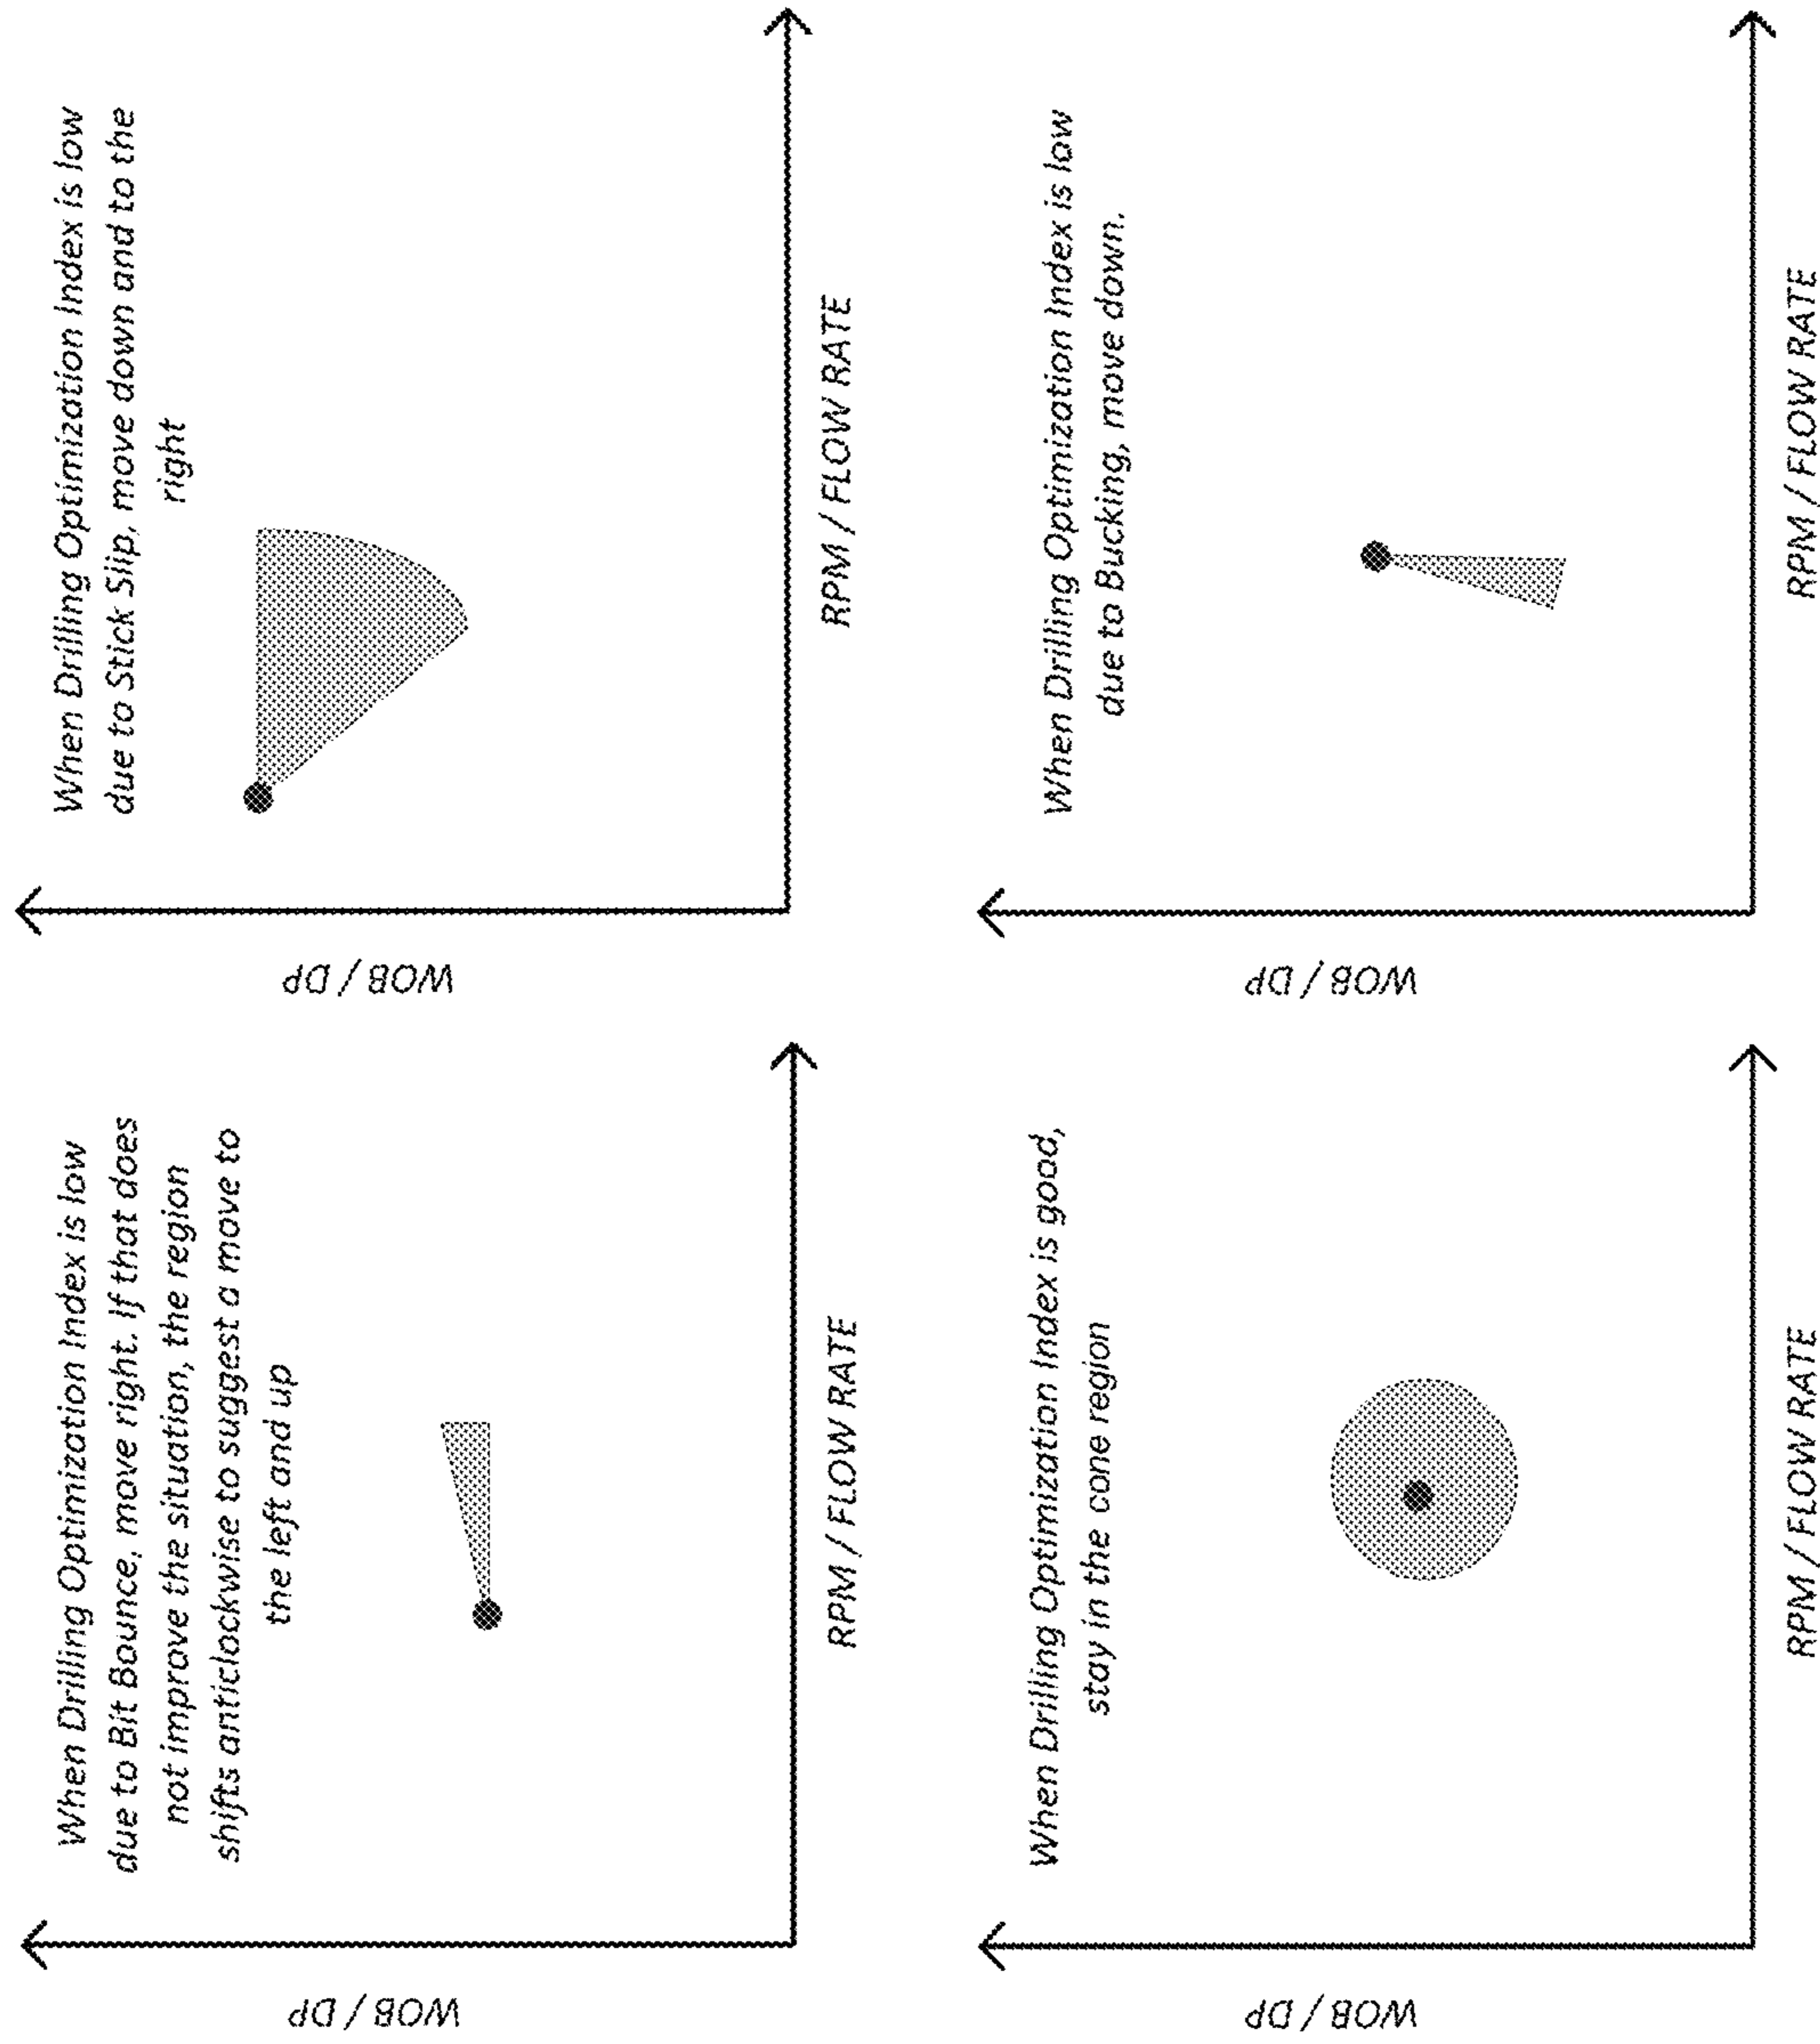 When Drilling Optimization Index is low
due to Bit Bounce, move right. If that does
not improve the situation, the region
shifts anticlockwise to suggest a move to
the left and up
WOB / DP
RPM / FLOW RATE
When Drilling Optimization Index is low
due to Stick Slip, move down and to the
right
WOB / DP
RPM / FLOW RATE
When Drilling Optimization Index is good,
stay in the cone region
WOB / DP
RPM / FLOW RATE
When Drilling Optimization Index is low
due to Bucking, move down.
WOB / DP
RPM / FLOW RATE